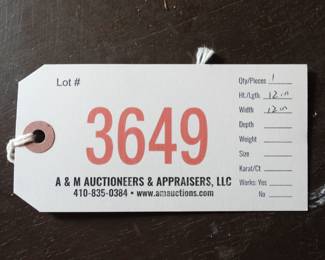 Lot #
3649
A & M AUCTIONEERS & APPRAISERS, LLC
410-835-0384 • www.amauctions.com
Qty/Pieces 1
Ht./Lgth 12 in
Width 12 in
Depth
Weight
Size
Karat/Ct
Works: Yes
No